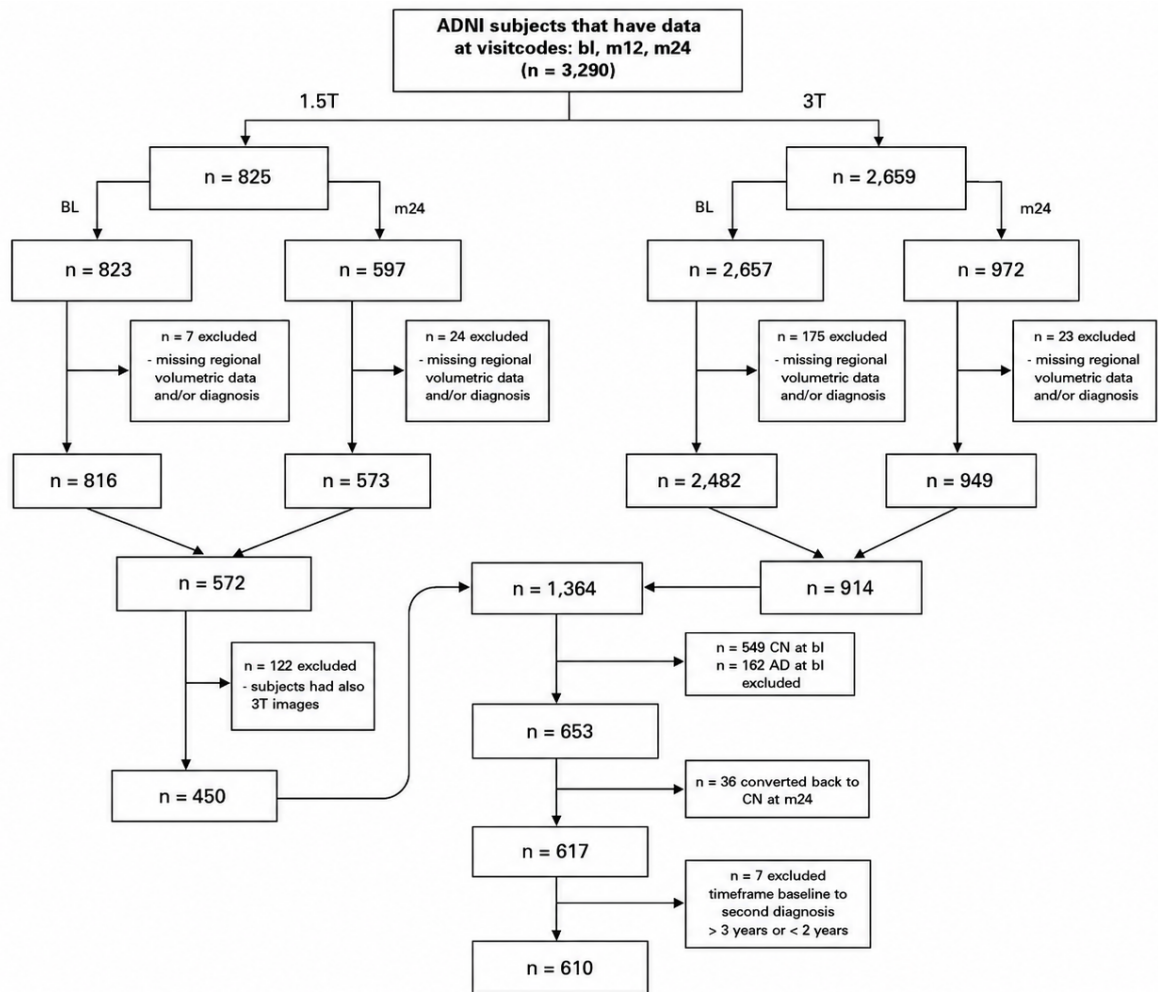 ADNI subjects that have data
at visitcodes: bl, m12, m24
(n = 3,290)
1.5T
3T
n = 825
n = 2,659
BL
m24
BL
m24
n = 823
n = 597
n = 2,657
n = 972
n = 7 excluded
- missing regional
volumetric data
and/or diagnosis
n = 24 excluded
- missing regional
volumetric data
and/or diagnosis
n = 175 excluded
- missing regional
volumetric data
and/or diagnosis
n = 23 excluded
- missing regional
volumetric data
and/or diagnosis
n = 816
n = 573
n = 2,482
n = 949
n = 572
n = 1,364
n = 914
n = 122 excluded
- subjects had also
3T images
n = 549 CN at bl
n = 162 AD at bl
excluded
n = 450
n = 653
n = 36 converted back to
CN at m24
n = 617
n = 7 excluded
timeframe baseline to
second diagnosis
> 3 years or < 2 years
n = 610